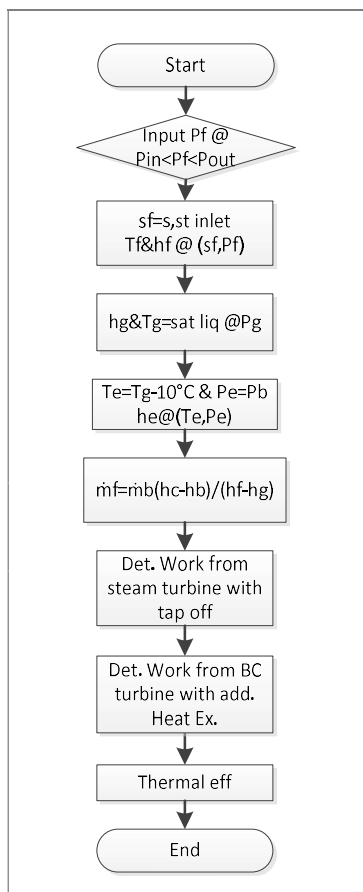 Start
Input Pf @
Pin<Pf<Pout
sf=s,st inlet
Tf&hf @ (sf,Pf)
hg&Tg=sat liq @Pg
Te=Tg-10°C & Pe=Pb
he@(Te,Pe)
ṁf=ṁb(hc-hb)/(hf-hg)
Det. Work from
steam turbine with
tap off
Det. Work from BC
turbine with add.
Heat Ex.
Thermal eff
End